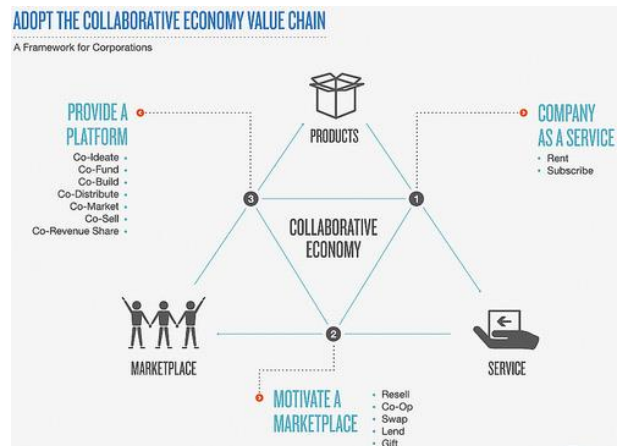 ADOPT THE COLLABORATIVE ECONOMY VALUE CHAIN
A Framework for Corporations
PROVIDE A
PLATFORM
Co-Ideate
Co-Fund
Co-Build
Co-Distribute
Co-Market
Co-Sell
Co-Revenue Share
PRODUCTS
COMPANY
AS A SERVICE
Rent
Subscribe
3
1
COLLABORATIVE
ECONOMY
2
MARKETPLACE
SERVICE
MOTIVATE A
MARKETPLACE
Resell
Co-Op
Swap
Lend
Gift